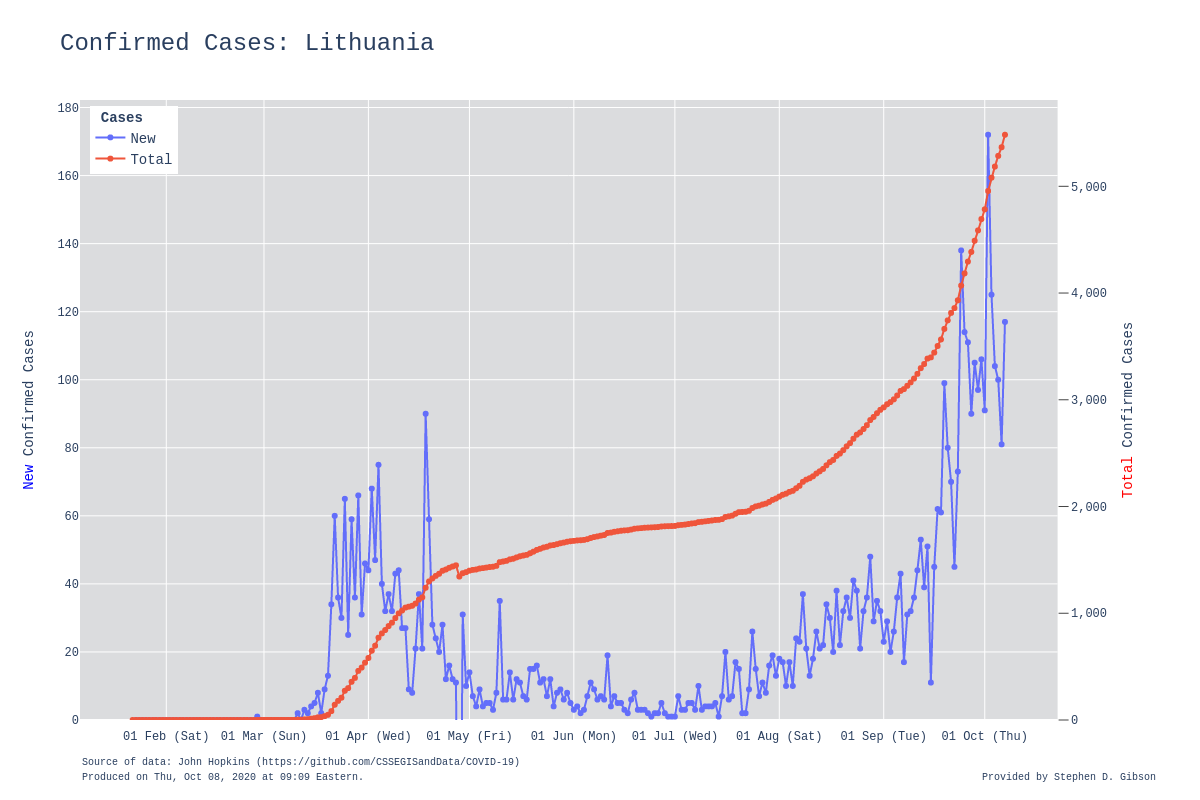 Confirmed Cases: Lithuania
Cases
New
Total
180
160
140
120
100
80
60
40
20
0
5,000
4,000
3,000
2,000
1,000
0
New Confirmed Cases
Total Confirmed Cases
01 Feb (Sat) 01 Mar (Sun) 01 Apr (Wed) 01 May (Fri) 01 Jun (Mon) 01 Jul (Wed) 01 Aug (Sat) 01 Sep (Tue) 01 Oct (Thu)
Source of data: John Hopkins (https://github.com/CSSEGISandData/COVID-19)
Produced on Thu, Oct 08, 2020 at 09:09 Eastern.
Provided by Stephen D. Gibson